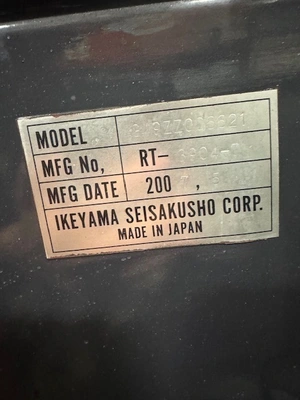 MODEL
MFG No, RT-
MFG DATE 200 ,
IKEYAMA SEISAKUSHO CORP.
MADE IN JAPAN